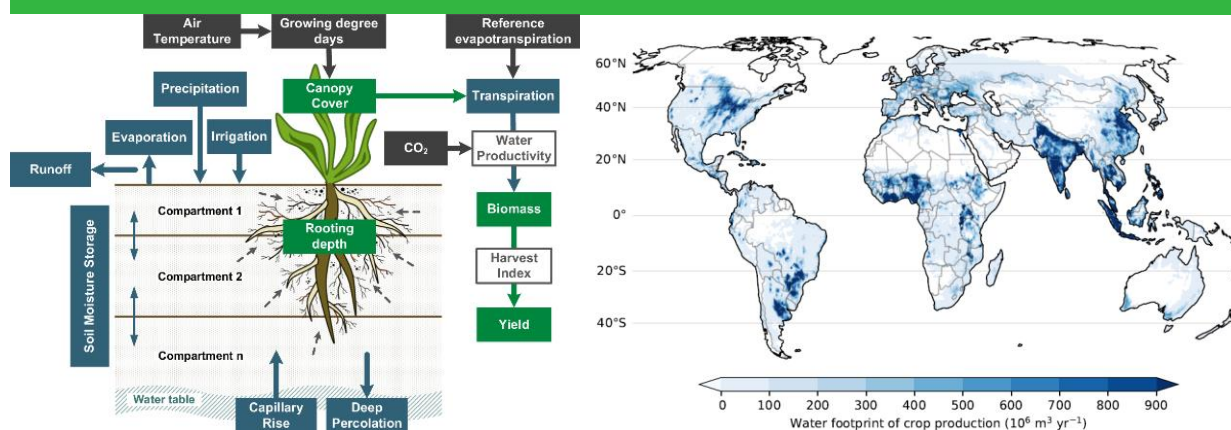 Air
Temperature
Growing degree
days
Reference
evapotranspiration
Precipitation
Canopy
Cover
Transpiration
Evaporation
Irrigation
CO₂
Water
Productivity
Runoff
Compartment 1
Biomass
Rooting
depth
Soil Moisture Storage
Compartment 2
Harvest
Index
Yield
Compartment n
Water table
Capillary
Rise
Deep
Percolation
60°N
40°N
20°N
0°
20°S
40°S
0 100 200 300 400 500 600 700 800 900
Water footprint of crop production (10⁶ m³ yr⁻¹)